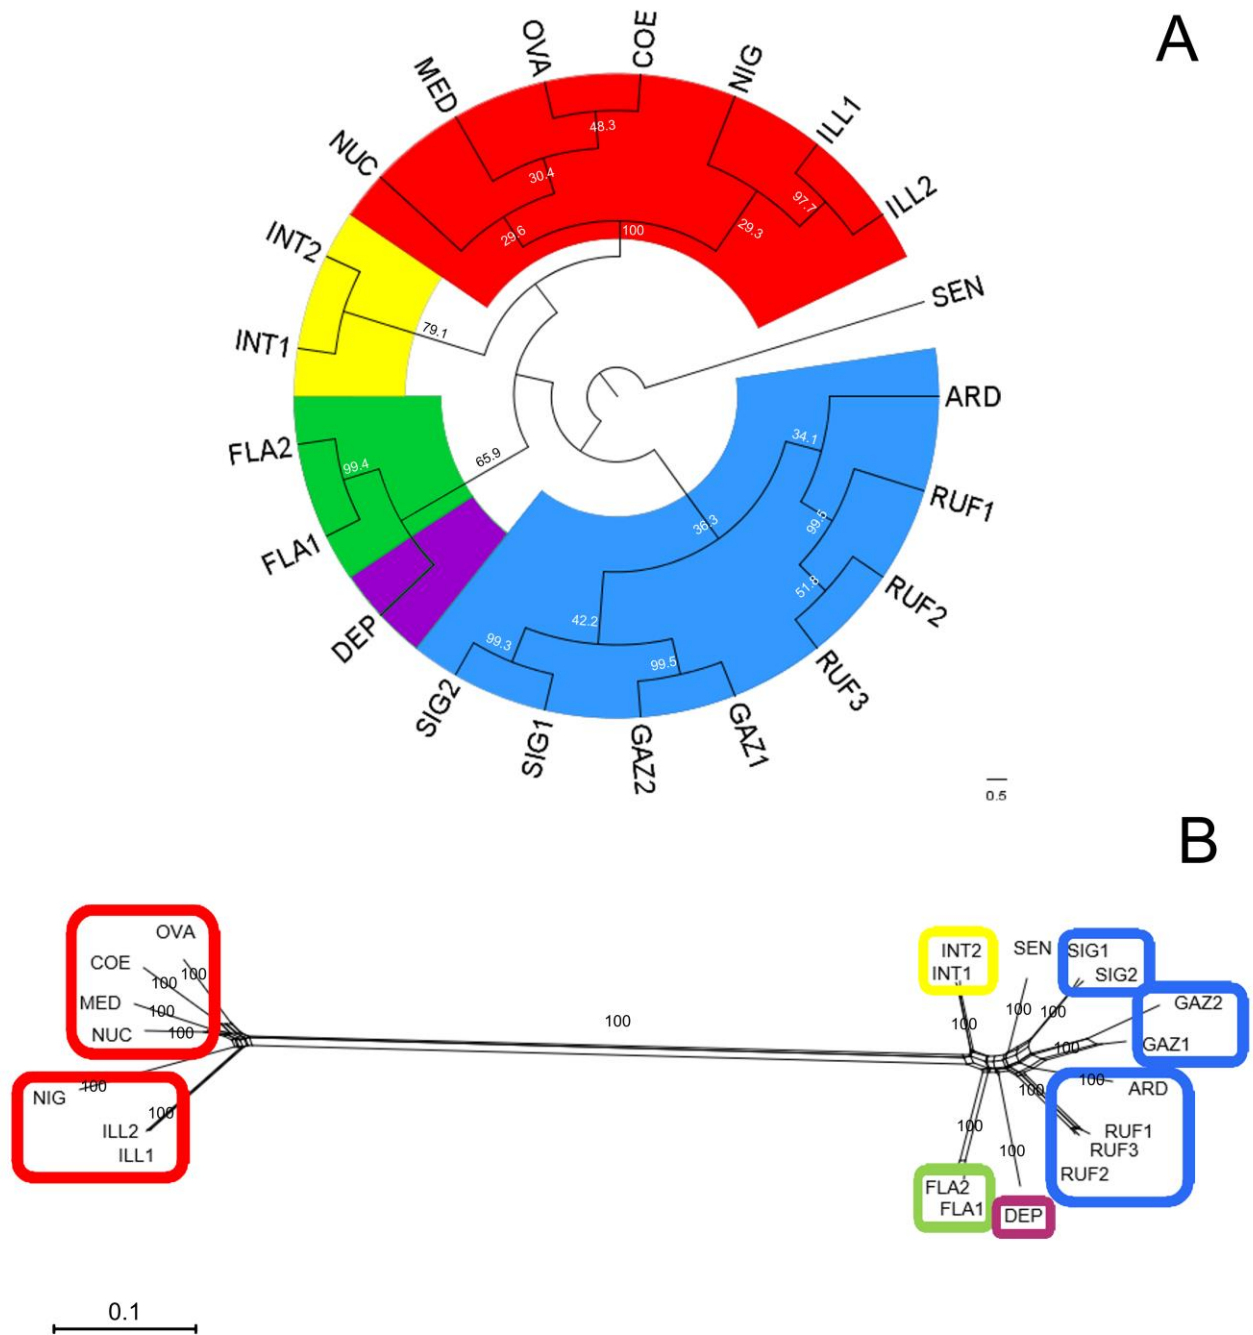 A
OVA
COE
MED
NIG
NUC
ILL1
48.3
30.4
97.7
ILL2
29.6
100
29.3
INT2
SEN
INT1
79.1
ARD
34.1
FLA2
99.4
65.9
RUF1
99.5
36.3
FLA1
51.8
RUF2
DEP
42.2
99.3
99.5
RUF3
SIG2
SIG1
GAZ2
GAZ1
0.5
B
OVA
COE
100
100
MED
100
NUC
100
NIG
100
100
ILL2
ILL1
100
INT2
INT1
SEN
SIG1
SIG2
GAZ2
100
100
100
GAZ1
100
100
ARD
100
RUF1
RUF3
RUF2
100
100
FLA2
FLA1
DEP
0.1